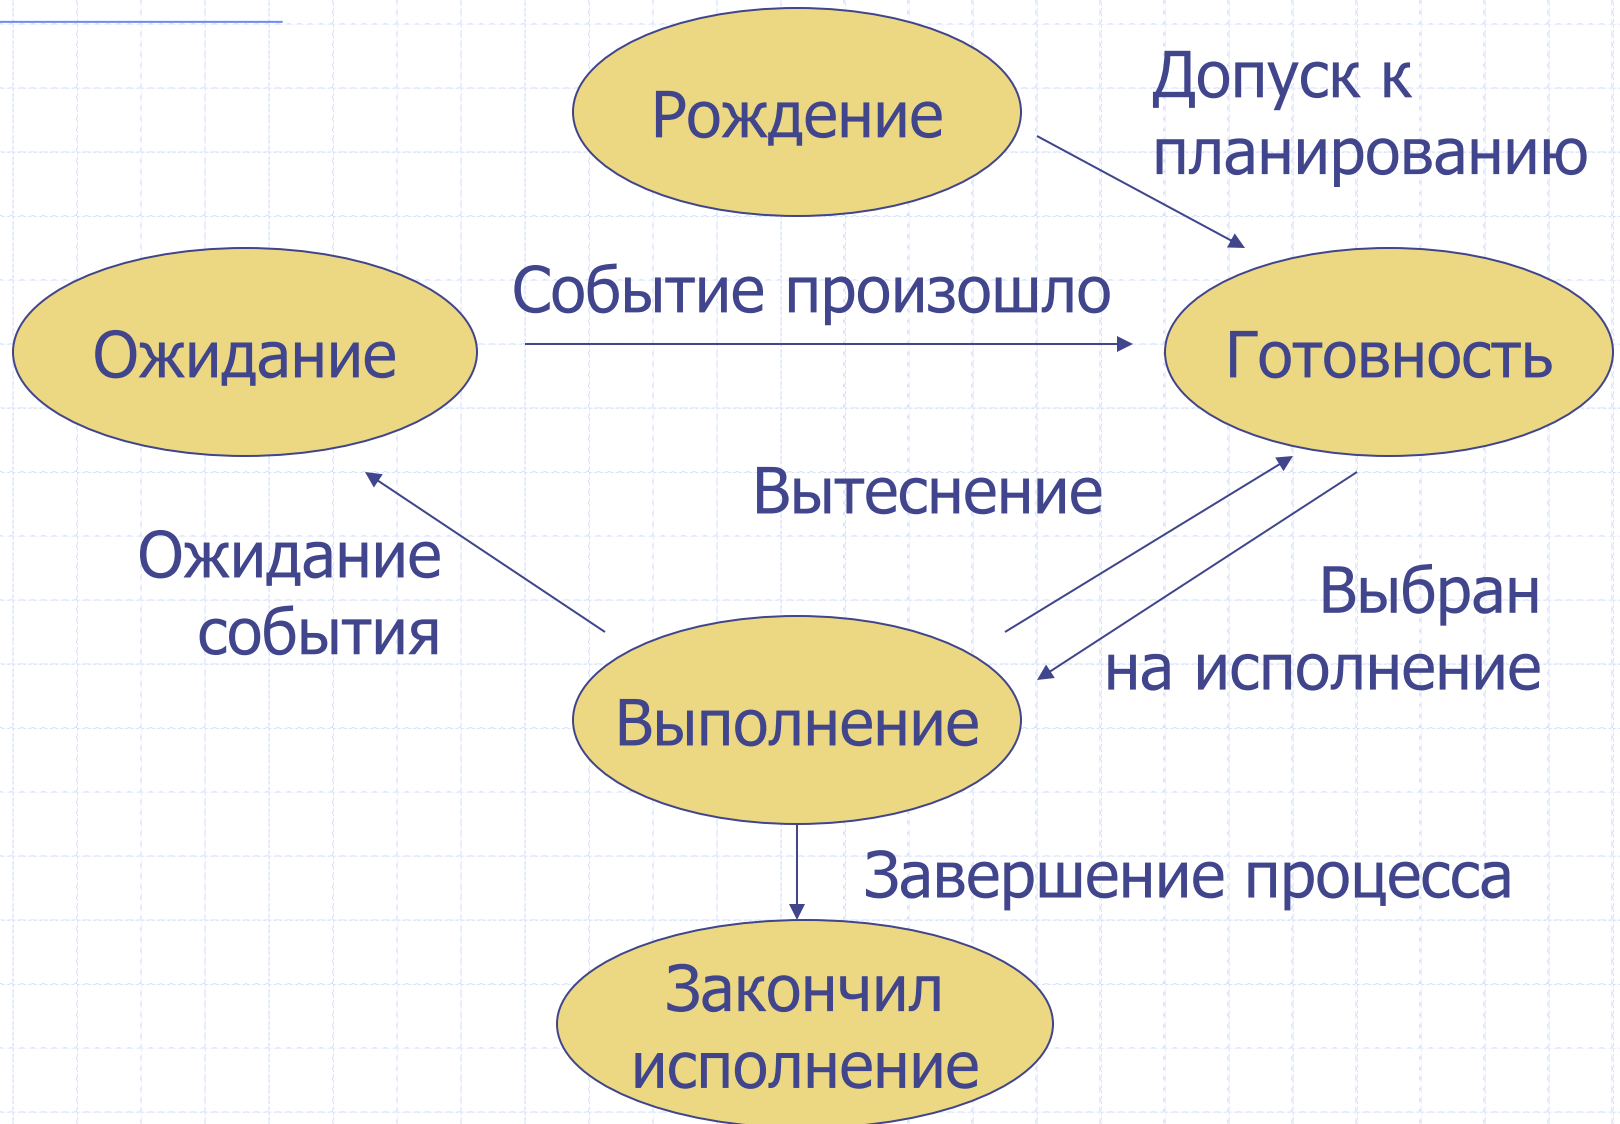 Рождение
Допуск к
планированию
Событие произошло
Ожидание
Готовность
Вытеснение
Ожидание
события
Выбран
на исполнение
Выполнение
Завершение процесса
Закончил
исполнение